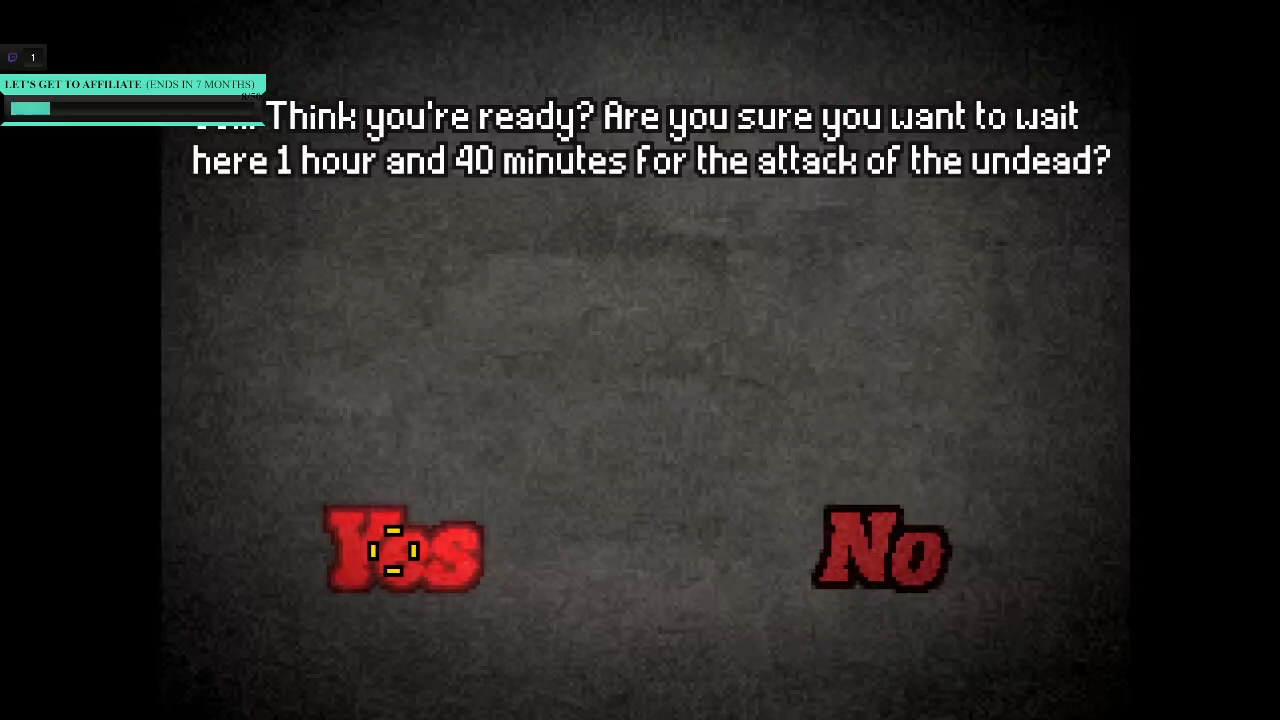 1
LET'S GET TO AFFILIATE (ENDS IN 7 MONTHS)
Think you're ready? Are you sure you want to wait
here 1 hour and 40 minutes for the attack of the undead?
Yes
No